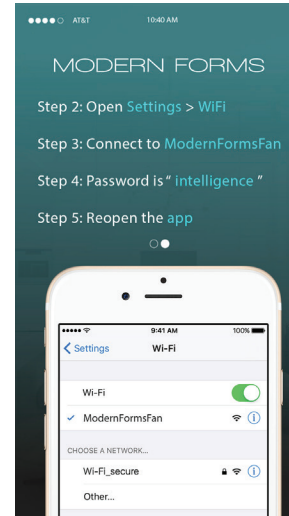 AT&T 10:40 AM
MODERN FORMS
Step 2: Open Settings > WiFi
Step 3: Connect to ModernFormsFan
Step 4: Password is “ intelligence ”
Step 5: Reopen the app
9:41 AM 100%
Settings Wi-Fi
Wi-Fi
ModernFormsFan
CHOOSE A NETWORK...
Wi-Fi_secure
Other...